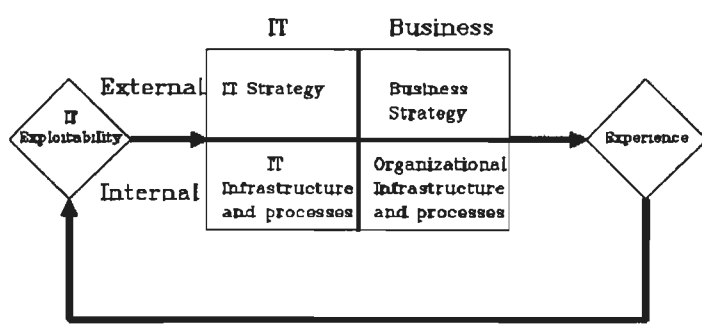 IT Business
External
IT Strategy
Business
Strategy
IT
Exploitability
Experience
Internal
IT
Infrastructure
and processes
Organizational
Infrastructure
and processes